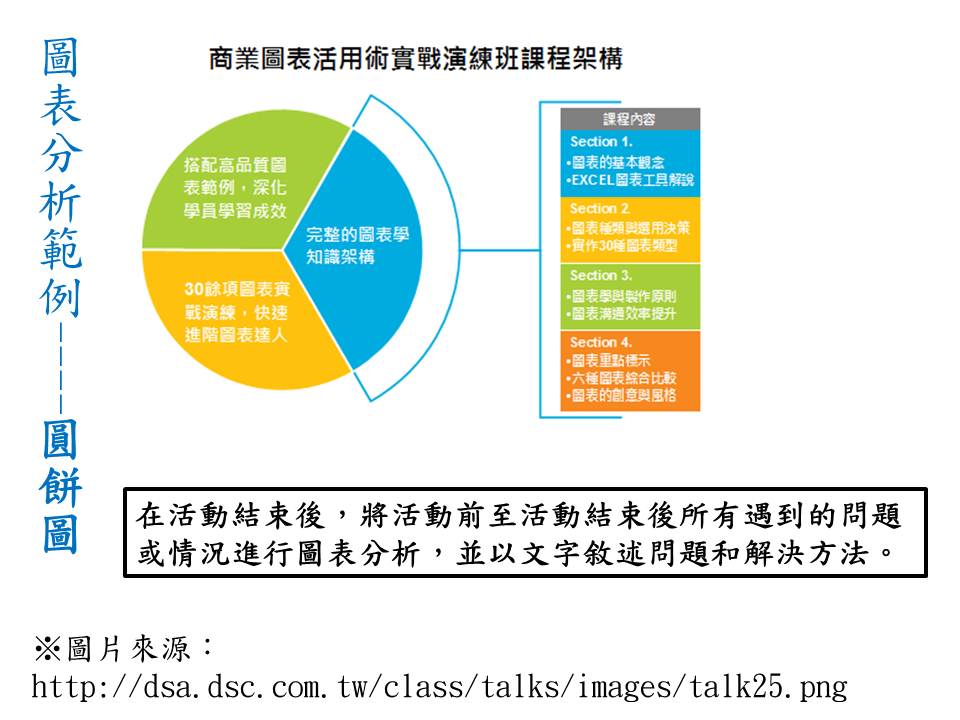 圖表分析範例----圓餅圖
商業圖表活用術實戰演練班課程架構
搭配高品質圖
表範例，深化
學員學習成效
完整的圖表學
知識架構
30餘項圖表實
戰演練，快速
進階圖表達人
課程內容
Section 1.
•圖表的基本觀念
•EXCEL圖表工具解說
Section 2.
•圖表種類與選用決策
•實作30種圖表類型
Section 3.
•圖表學與製作原則
•圖表溝通效率提升
Section 4.
•圖表重點標示
•六種圖表綜合比較
•圖表的創意與風格
在活動結束後，將活動前至活動結束後所有遇到的問題
或情況進行圖表分析，並以文字敘述問題和解決方法。
※圖片來源：
http://dsa.dsc.com.tw/class/talks/images/talk25.png